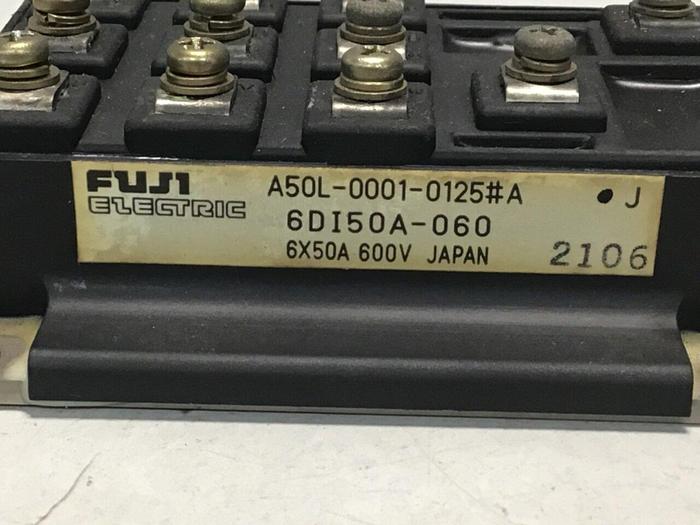 FUJI A50L-0001-0125#A •J
ELECTRIC 6DI50A-060
6X50A 600V JAPAN 2106